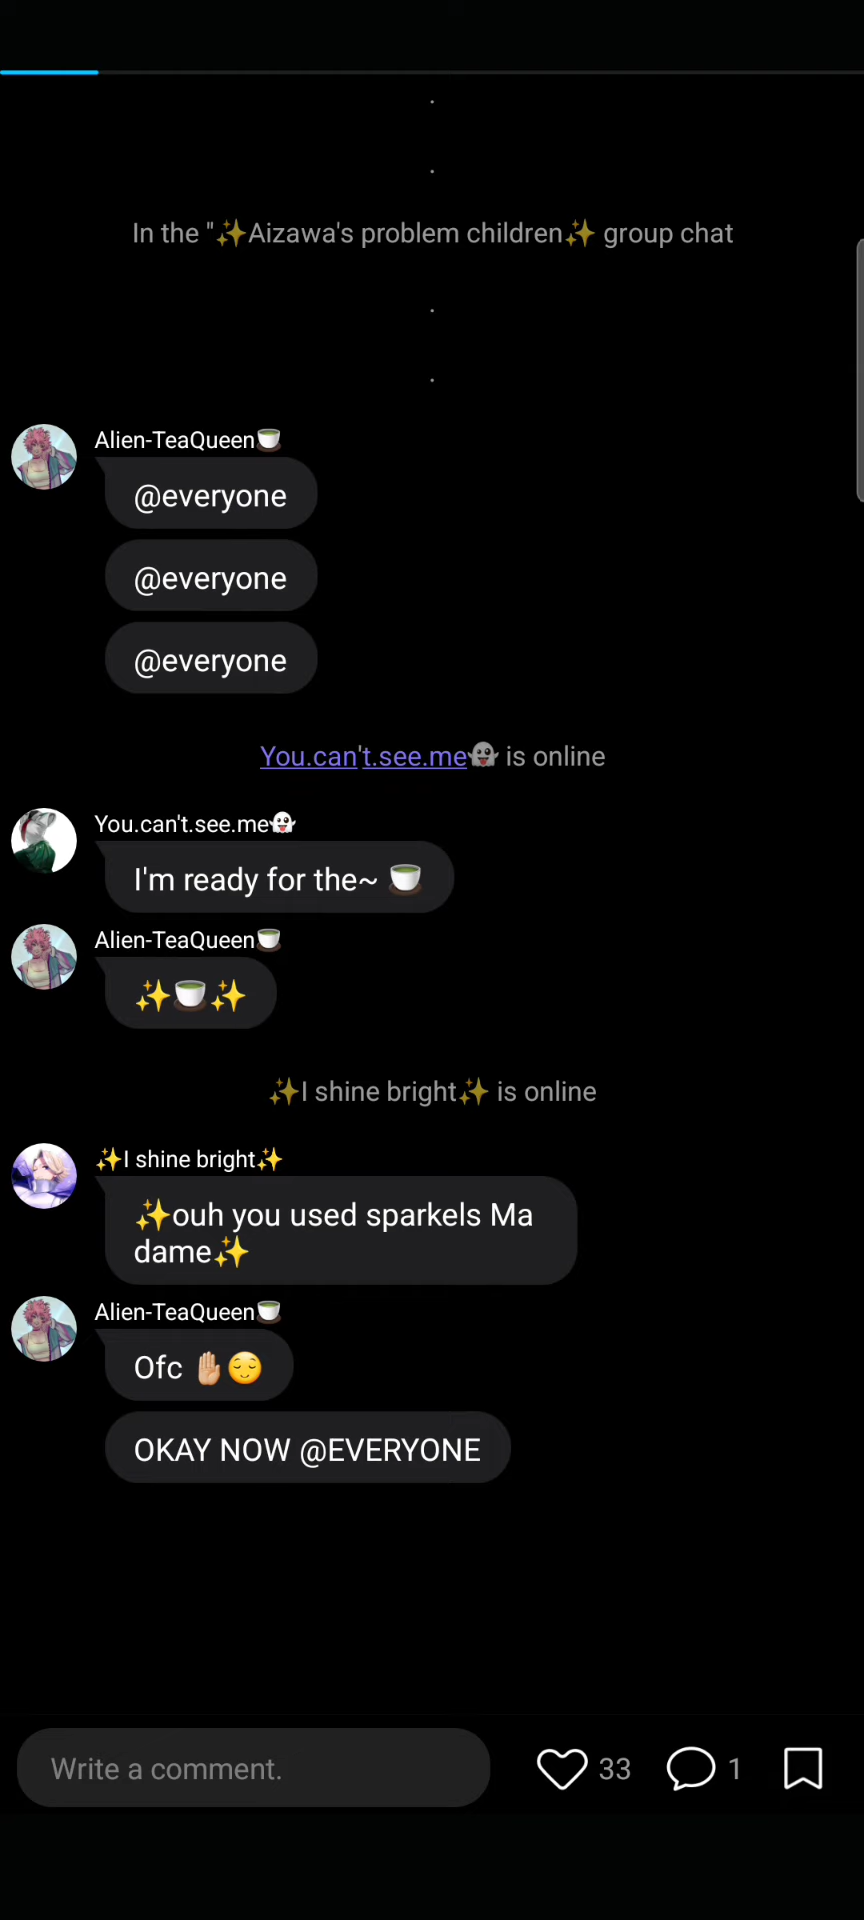 .
.
In the "✨Aizawa's problem children✨ group chat
.
.
Alien-TeaQueen🍵
@everyone
@everyone
@everyone
You.can't.see.me👻 is online
You.can't.see.me👻
I'm ready for the~ 🍵
Alien-TeaQueen🍵
✨🍵✨
✨I shine bright✨ is online
✨I shine bright✨
✨ouh you used sparkels Ma
dame✨
Alien-TeaQueen🍵
Ofc 🤚🏼😌
OKAY NOW @EVERYONE
Write a comment.
33
1